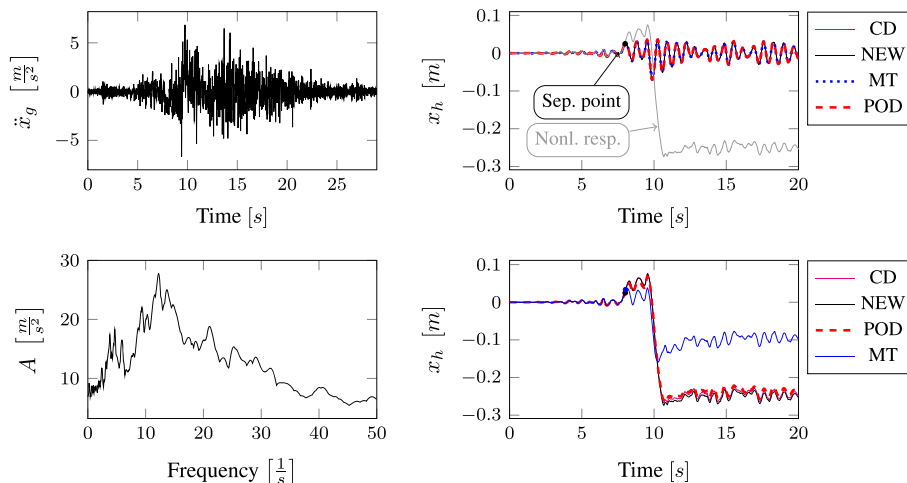 5
0
−5
ẍ_g [m/s²]
0 5 10 15 20 25
Time [s]
0.1
0
−0.1
−0.2
−0.3
x_h [m]
Sep. point
Nonl. resp.
0 5 10 15 20
Time [s]
CD
NEW
MT
POD
30
20
10
A [m/s²]
0 10 20 30 40 50
Frequency [1/s]
0.1
0
−0.1
−0.2
−0.3
x_h [m]
0 5 10 15 20
Time [s]
CD
NEW
POD
MT